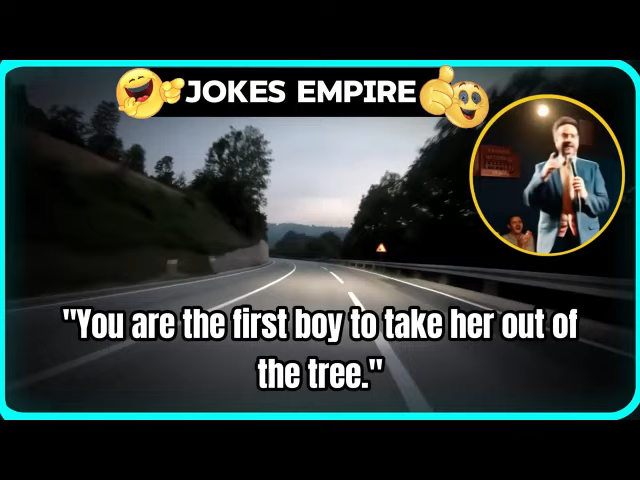 JOKES EMPIRE
"You are the first boy to take her out of
the tree."